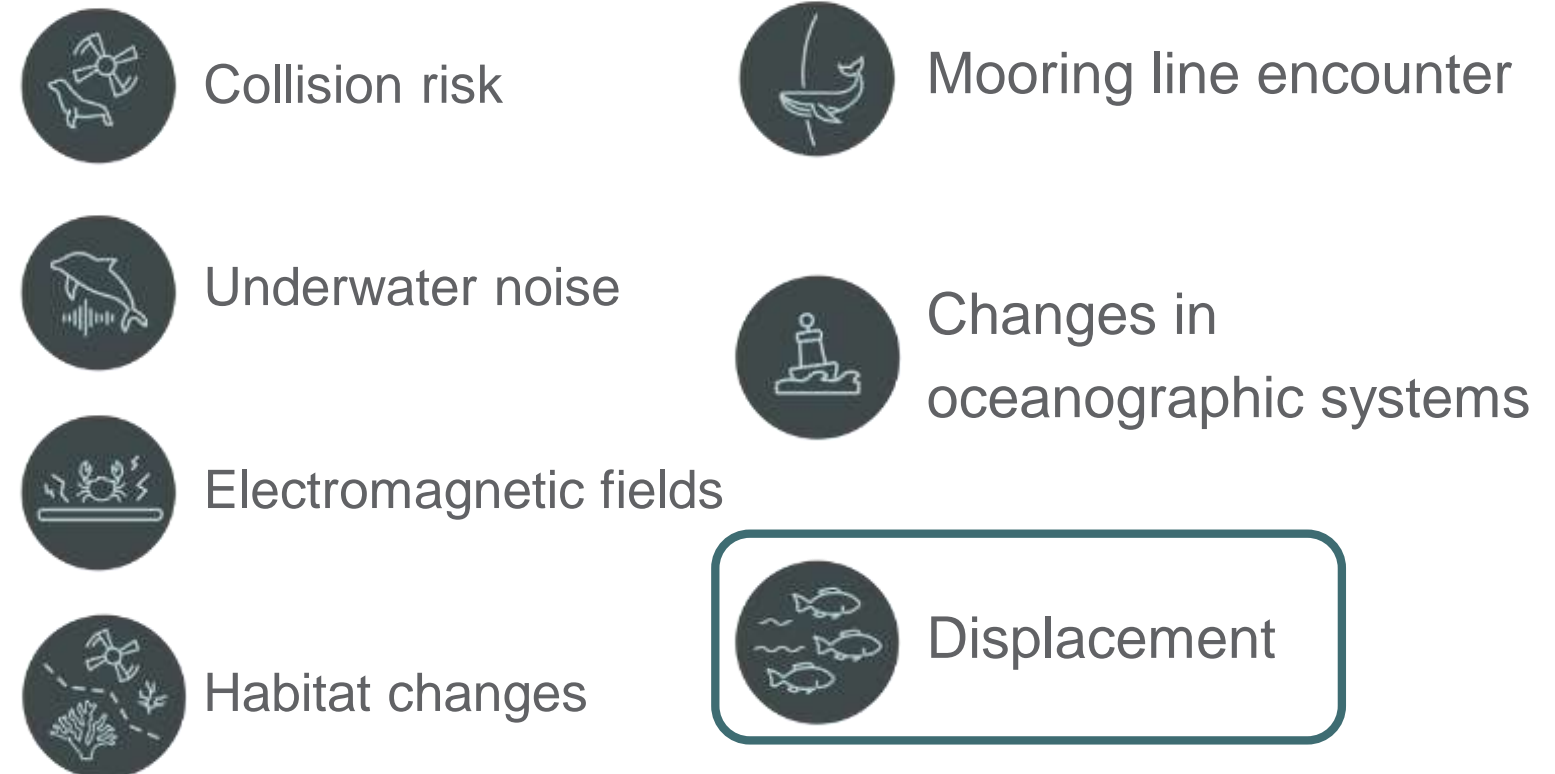 Collision risk
Underwater noise
Electromagnetic fields
Habitat changes
Mooring line encounter
Changes in
oceanographic systems
Displacement